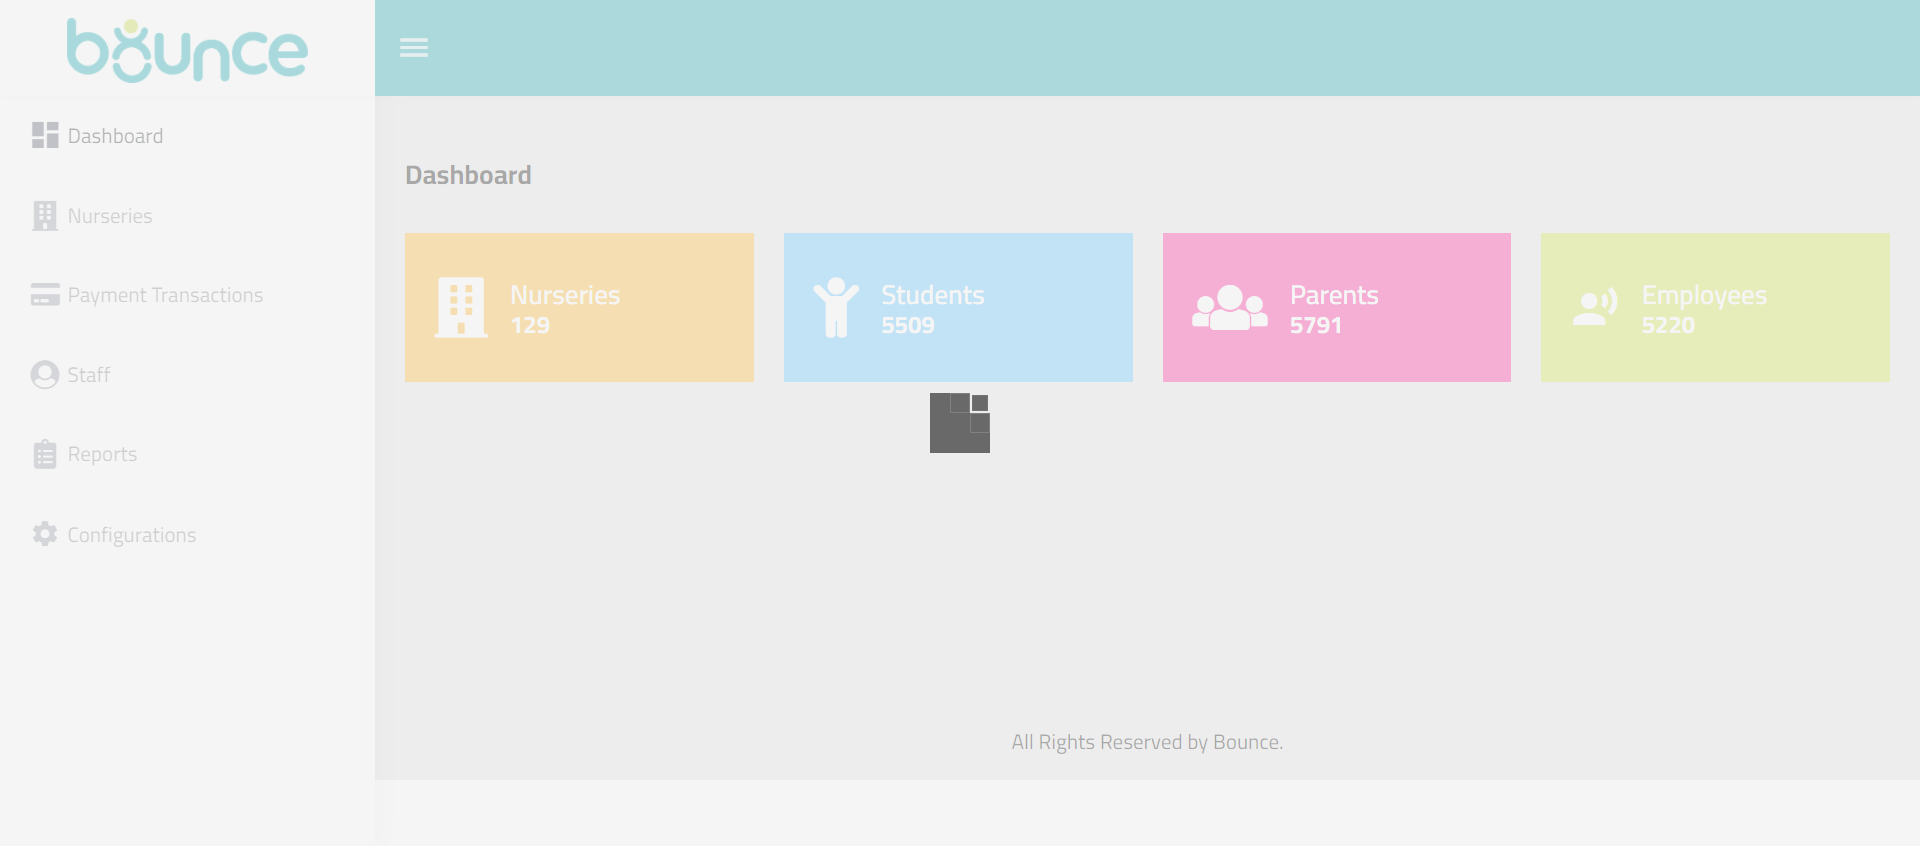 bounce
Dashboard
Nurseries
Payment Transactions
Staff
Reports
Configurations
Dashboard
Nurseries
129
Students
5509
Parents
5791
Employees
5220
All Rights Reserved by Bounce.